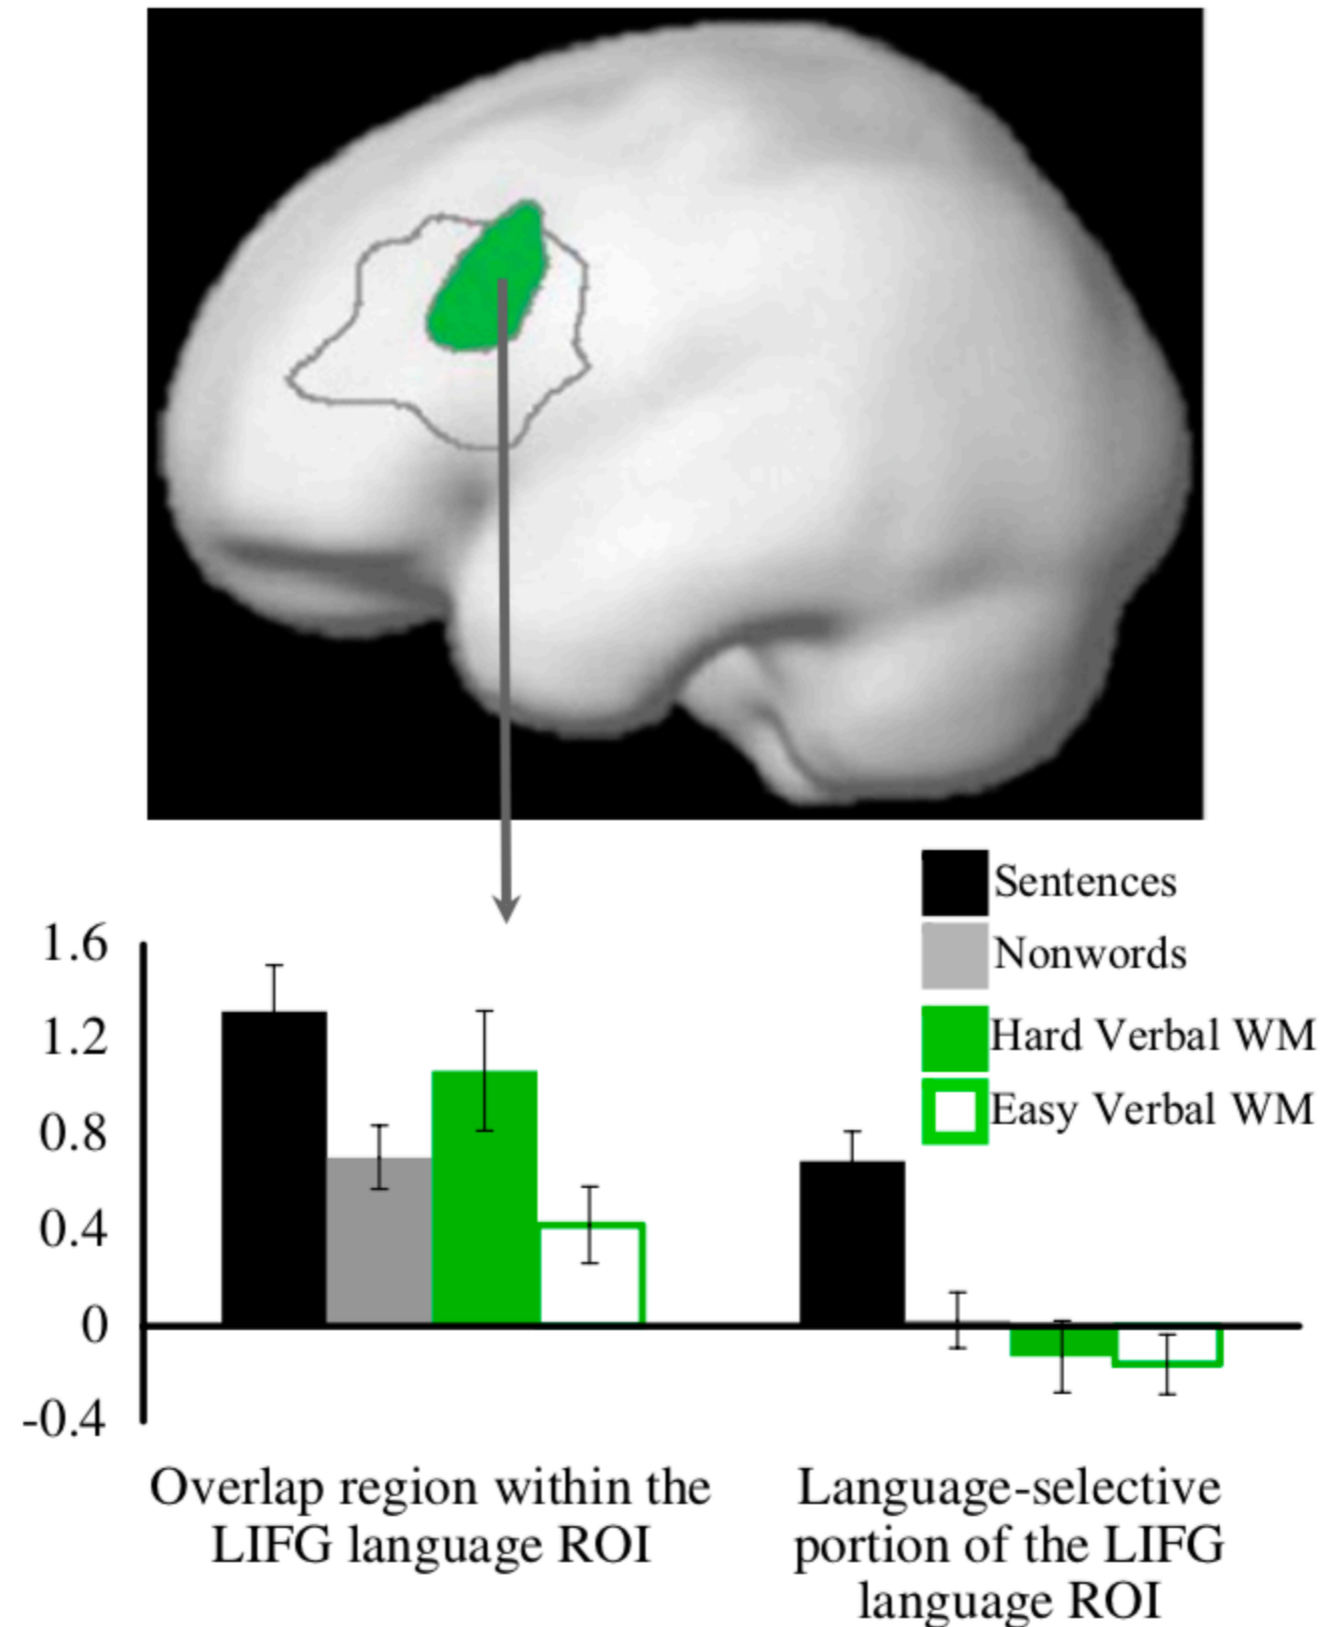 Sentences
Nonwords
Hard Verbal WM
Easy Verbal WM
1.6
1.2
0.8
0.4
0
-0.4
Overlap region within the
LIFG language ROI
Language-selective
portion of the LIFG
language ROI